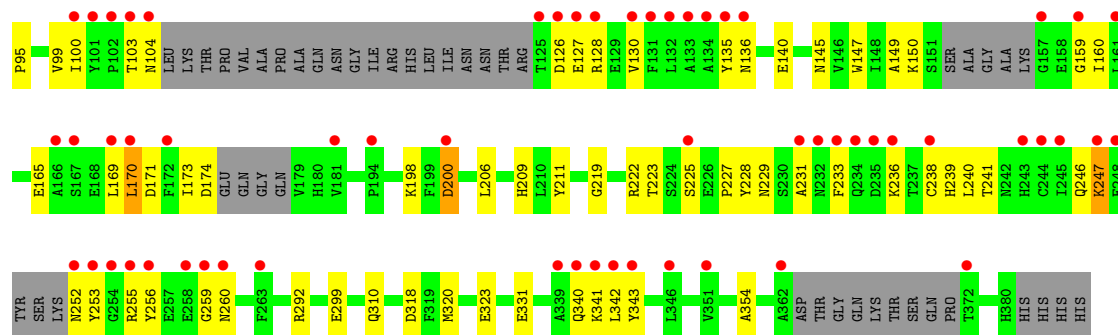 P95 V99 I100 Y101 P102 T103 N104 LEU LYS THR PRO VAL ALA PRO ALA GLN ASN GLY ILE ARG HIS LEU ILE ASN ASN THR ARG T125 D126 E127 R128 E129 V130 F131 L132 A133 A134 Y135 N136 E140 N145 V146 W147 I148 A149 K150 S151 SER ALA GLY ALA LYS G157 E158 G159 I160 L161
E165 A166 S167 E168 L169 L170 D171 F172 I173 D174 GLU GLN GLY GLN V179 H180 V181 P194 K198 F199 D200 L206 H209 L210 Y211 G219 R222 T223 S224 S225 E226 P227 Y228 N229 S230 A231 N232 F233 Q234 D235 K236 T237 C238 H239 L240 T241 N242 H243 C244 I245 Q246 K247 S248
TYR SER LYS N252 Y253 G254 R255 Y256 E257 E258 G259 N260 F263 R292 E299 Q310 D318 F319 M320 E323 E331 A339 Q340 K341 L342 Y343 L346 V351 A354 A362 ASP THR GLY LYS THR SER GLN PRO T372 H380 HIS HIS HIS HIS HIS